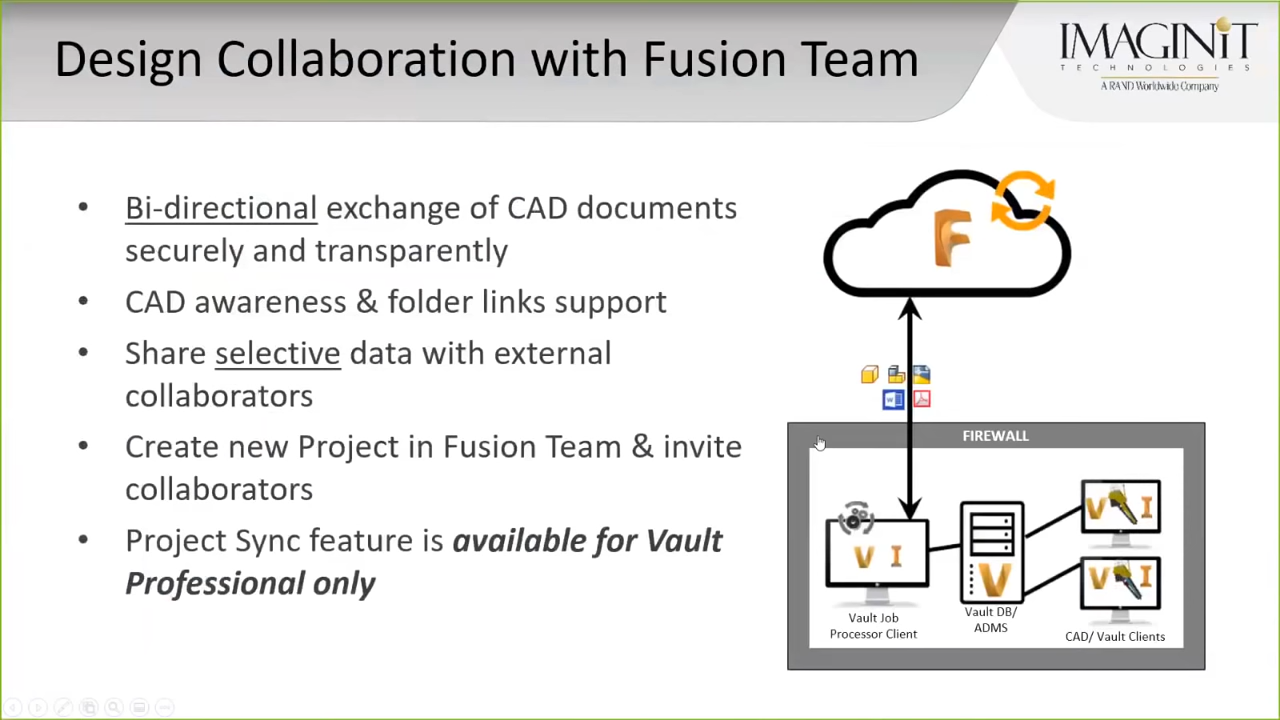 Design Collaboration with Fusion Team
IMAGINiT
TECHNOLOGIES
A RAND Worldwide Company
• Bi-directional exchange of CAD documents
securely and transparently
• CAD awareness & folder links support
• Share selective data with external
collaborators
• Create new Project in Fusion Team & invite
collaborators
• Project Sync feature is available for Vault
Professional only
F
W
FIREWALL
V I
V
V I
V I
Vault Job
Processor Client
Vault DB/
ADMS
CAD/ Vault Clients